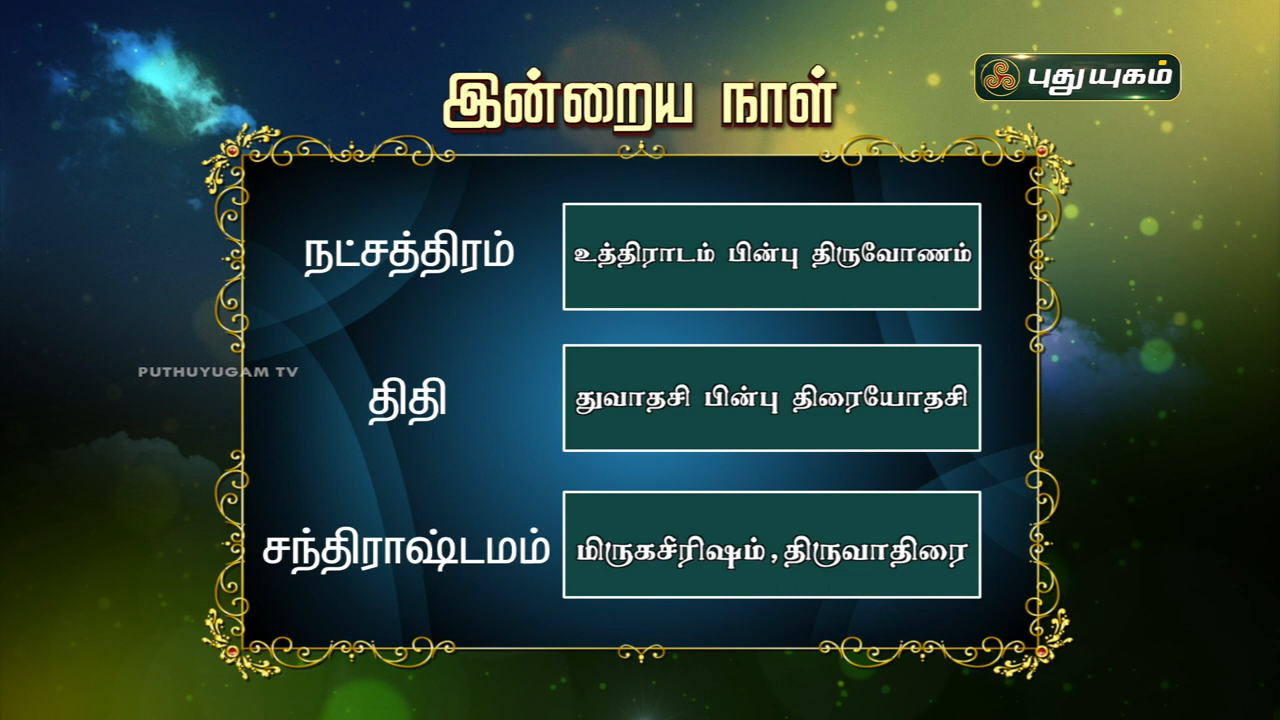 இன்றைய நாள்
புதுயுகம்
நட்சத்திரம்
உத்திராடம் பின்பு திருவோணம்
PUTHUYUGAM TV
திதி
துவாதசி பின்பு திரையோதசி
சந்திராஷ்டமம்
மிருகசீரிஷம்,திருவாதிரை